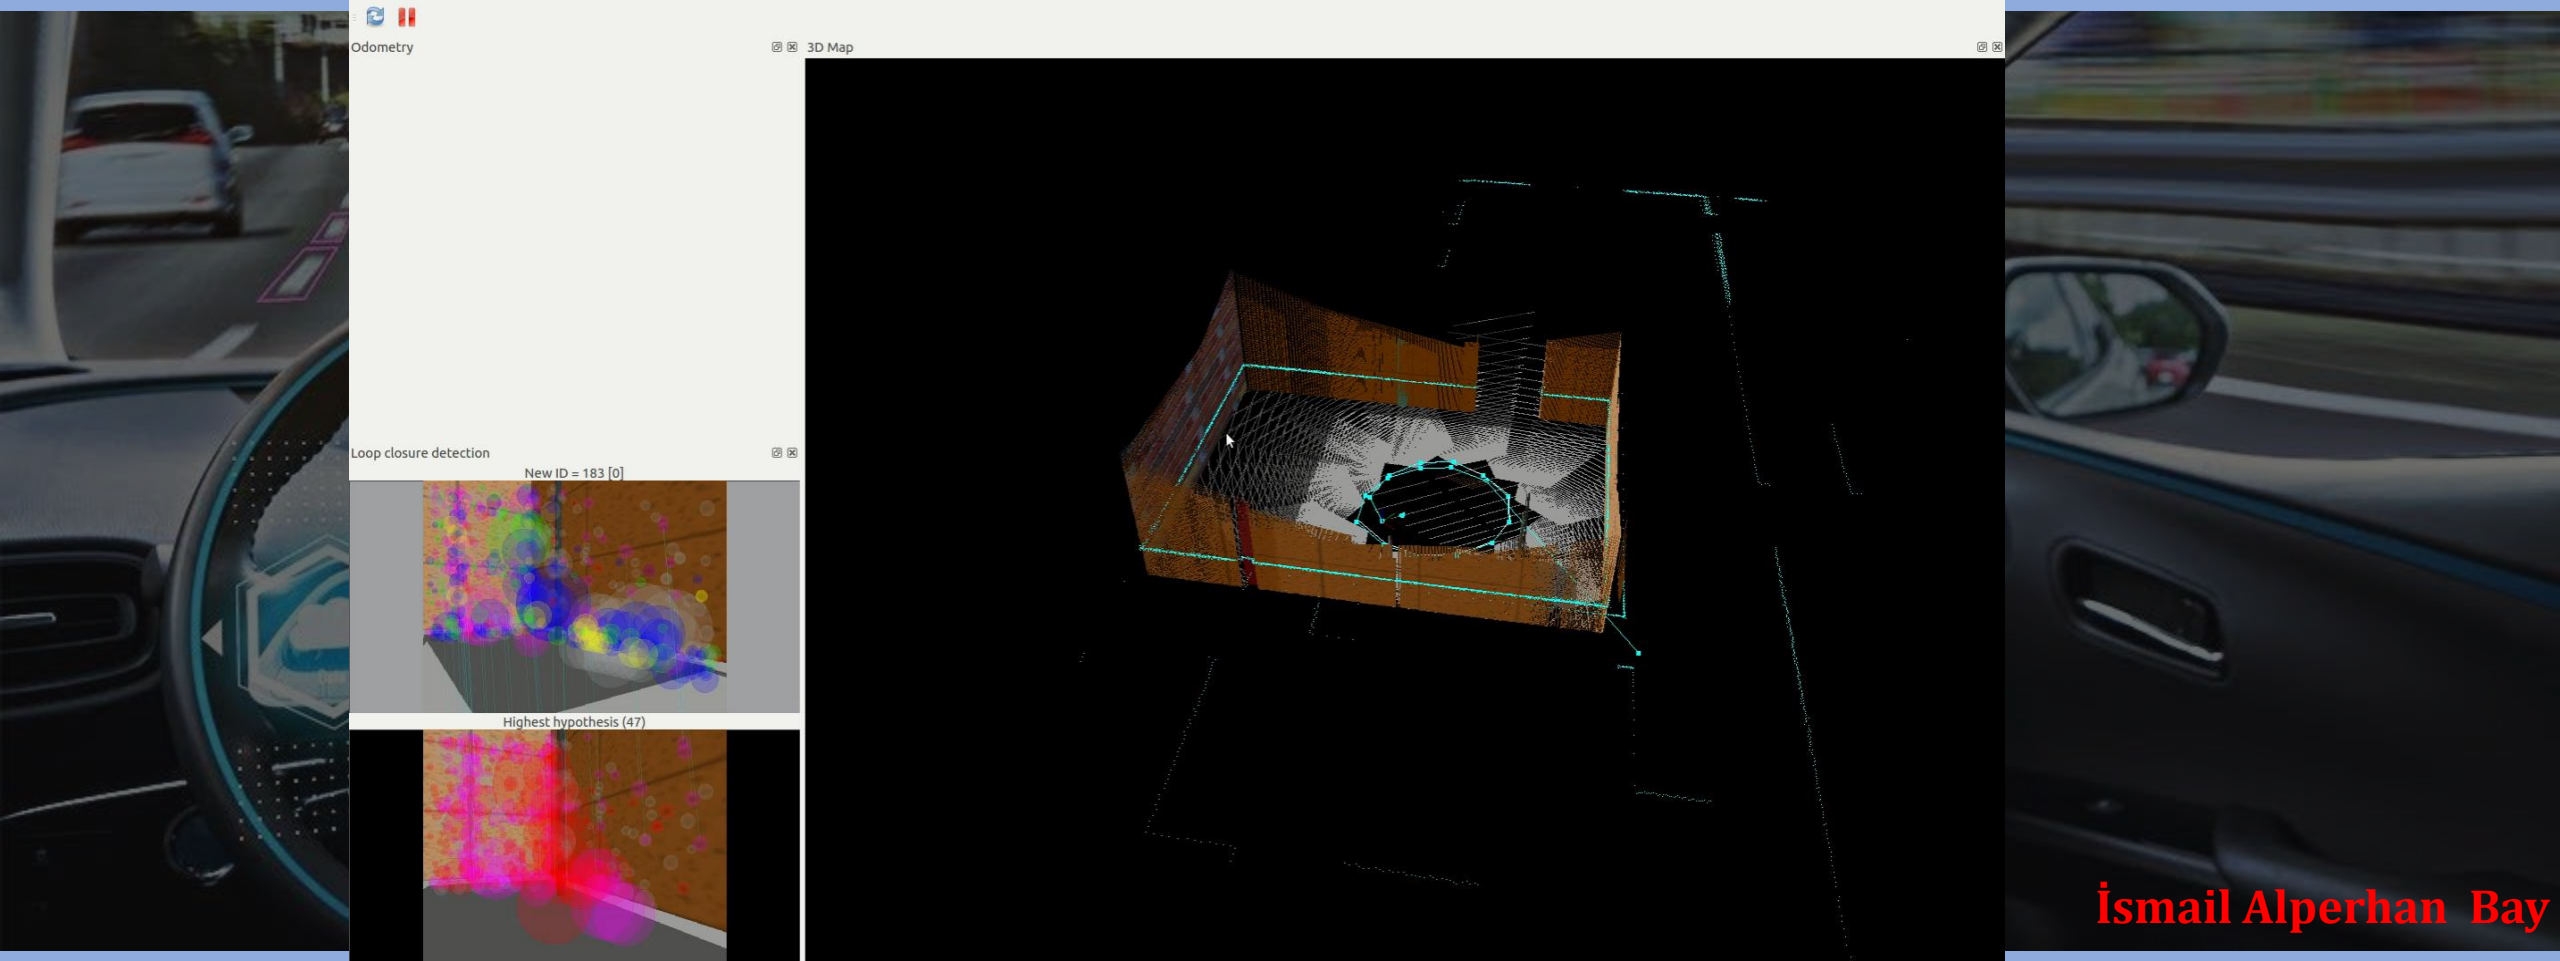 Odometry
3D Map
Loop closure detection
New ID = 183 [0]
Highest hypothesis (47)
İsmail Alperhan Bay